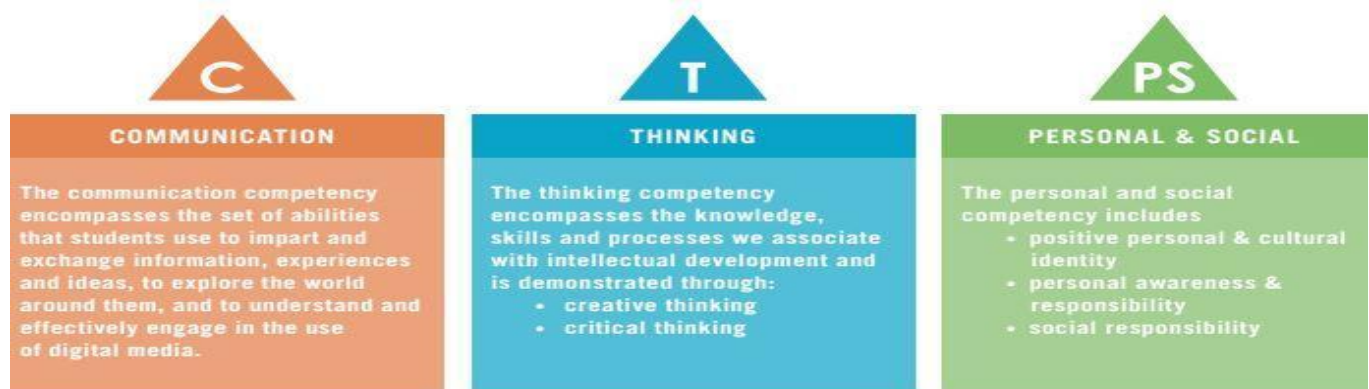 C
COMMUNICATION
The communication competency
encompasses the set of abilities
that students use to impart and
exchange information, experiences
and ideas, to explore the world
around them, and to understand and
effectively engage in the use
of digital media.
T
THINKING
The thinking competency
encompasses the knowledge,
skills and processes we associate
with intellectual development and
is demonstrated through:
• creative thinking
• critical thinking
PS
PERSONAL & SOCIAL
The personal and social
competency includes
• positive personal & cultural
identity
• personal awareness &
responsibility
• social responsibility